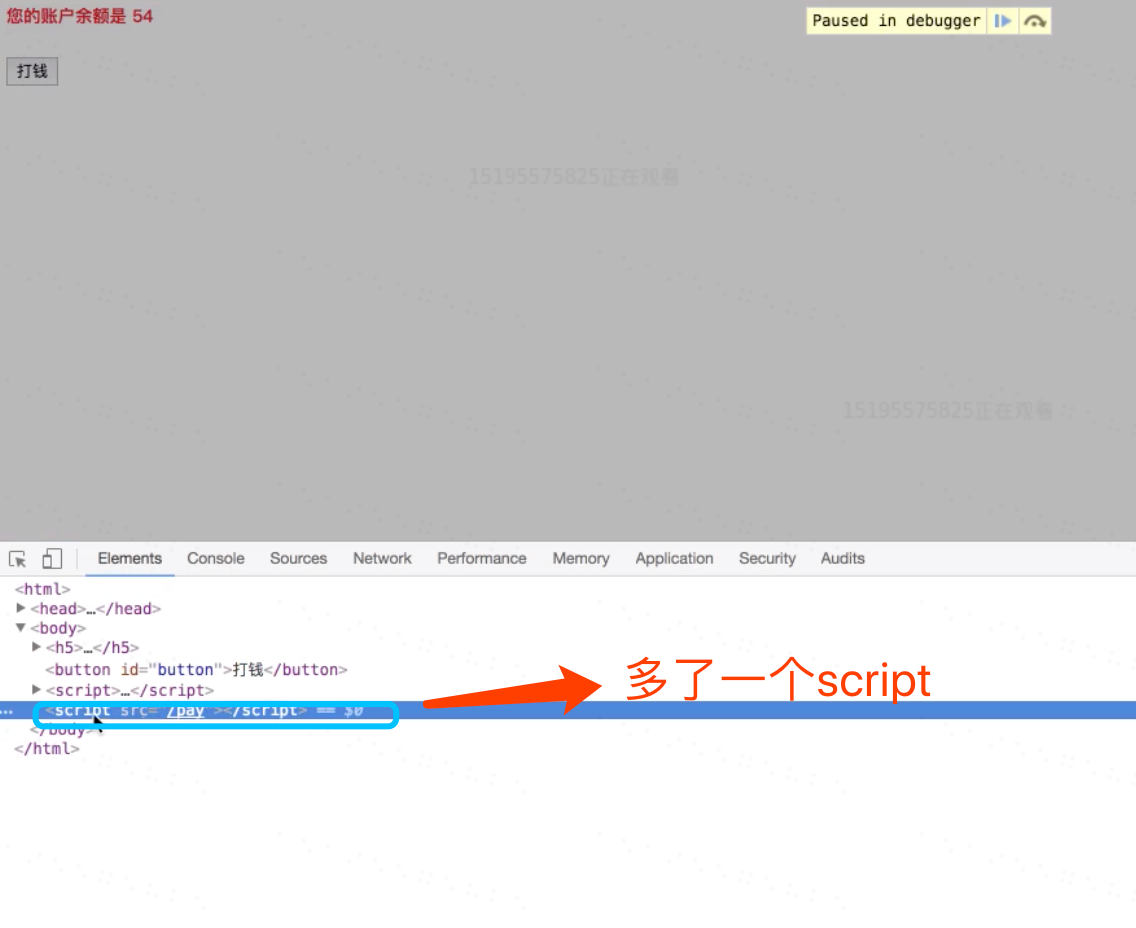 您的账户余额是 54
Paused in debugger
打钱
15195575825正在观看
15195575825正在观看
Elements Console Sources Network Performance Memory Application Security Audits
<html>
<head>…</head>
<body>
<h5>…</h5>
<button id="button">打钱</button>
<script>…</script>
<script src="/pay"></script> == $0
</body>
</html>
多了一个script